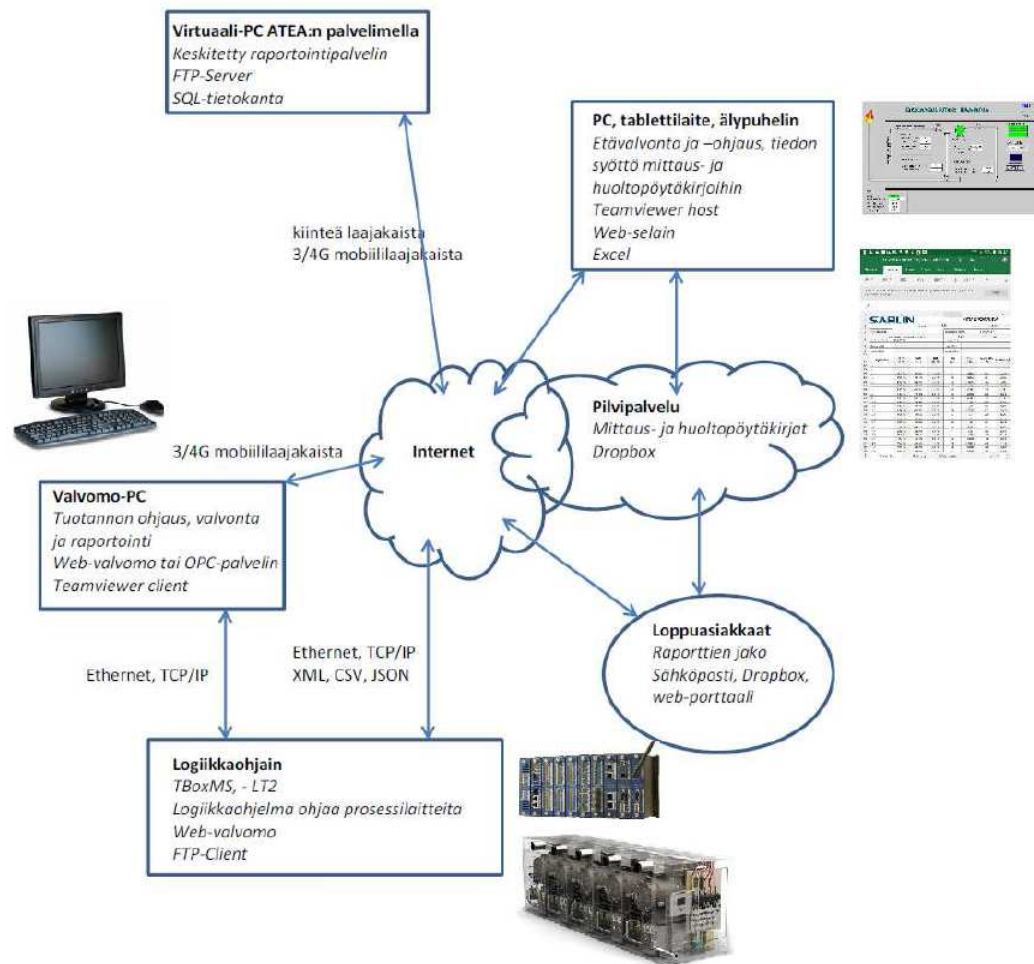 Virtuaali-PC ATEA:n palvelimella
Keskitetty raportointipalvelin
FTP-Server
SQL-tietokanta
PC, tablettilaite, älypuhelin
Etävalvonta ja –ohjaus, tiedon
syöttö mittaus- ja
huoltopöytäkirjoihin
Teamviewer host
Web-selain
Excel
kiinteä laajakaista
3/4G mobiililaajakaista
SARLIN
Pilvipalvelu
Mittaus- ja huoltopöytäkirjat
Dropbox
Internet
3/4G mobiililaajakaista
Valvomo-PC
Tuotannon ohjaus, valvonta
ja raportointi
Web-valvomo tai OPC-palvelin
Teamviewer client
Loppuasiakkaat
Raporttien jako
Sähköposti, Dropbox,
web-porttaali
Ethernet, TCP/IP
Ethernet, TCP/IP
XML, CSV, JSON
Logiikkaohjain
TBoxMS, - LT2
Logiikkaohjelma ohjaa prosessilaitteita
Web-valvomo
FTP-Client